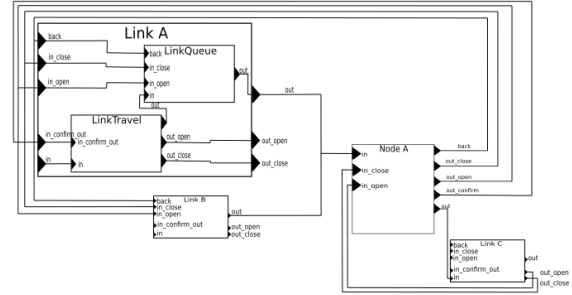 Link A
back
in_close
in_open
in_confirm_out
in
LinkQueue
back
in_close
in_open
in
out
out
LinkTravel
in_confirm_out
in
out_open
out_close
out
out_open
out_close
Link B
back
in_close
in_open
in_confirm_out
in
out
out_open
out_close
Node A
in
in_close
in_open
back
out_close
out_open
out_confirm
out
Link C
back
in_close
in_open
in_confirm_out
in
out
out_open
out_close